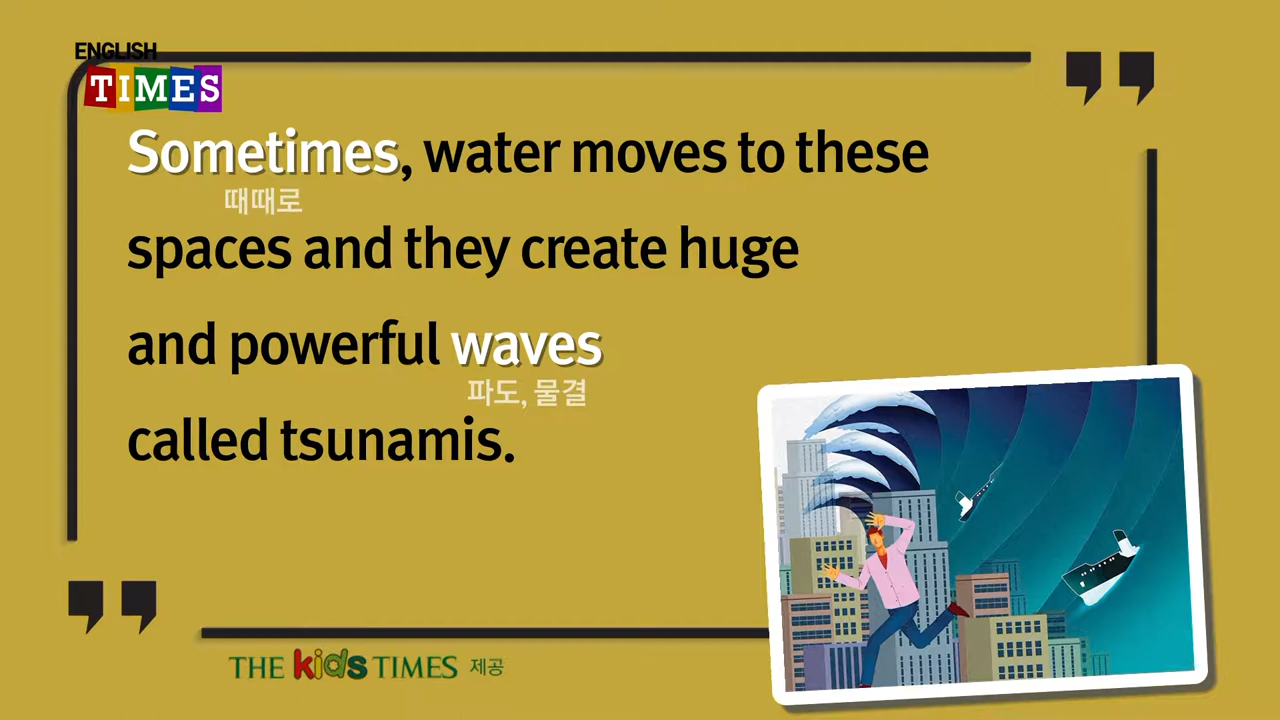 ENGLISH
TIMES
Sometimes, water moves to these
때때로
spaces and they create huge
and powerful waves
파도, 물결
called tsunamis.
THE kids TIMES 제공